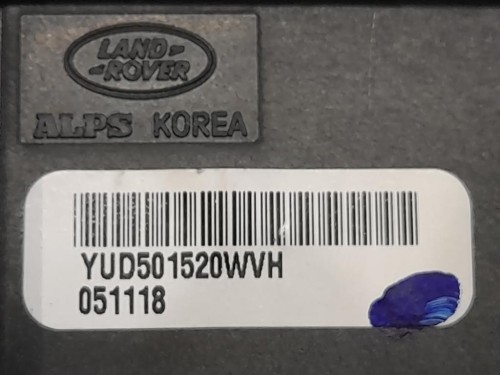 LAND-
-ROVER
ALPS KOREA
YUD501520WVH
051118